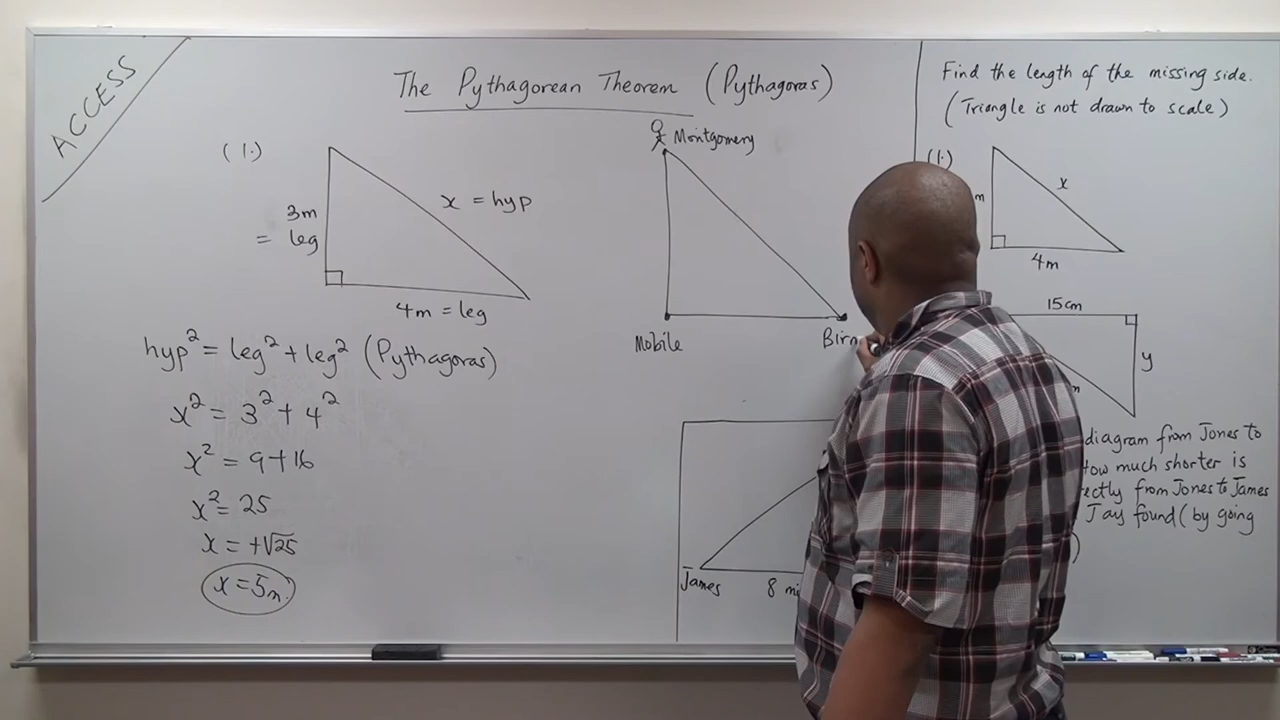 ACCESS
The Pythagorean Theorem (Pythagoras)
(1.)
3m
= leg
x = hyp
4m = leg
hyp² = leg² + leg² (Pythagoras)
x² = 3² + 4²
x² = 9+16
x² = 25
x = +√25
x = 5m.
Montgomery
Mobile
Birm
James
8 mi
Find the length of the missing side.
(Triangle is not drawn to scale)
(1.)
m
x
4m
15cm
y
m
diagram from Jones to
How much shorter is
from Jones to James
Jay found (by going
)